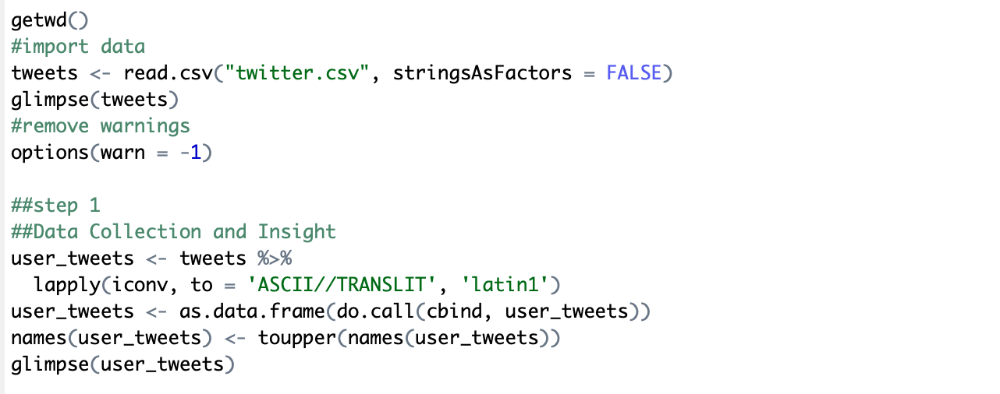 getwd()
#import data
tweets <- read.csv("twitter.csv", stringsAsFactors = FALSE)
glimpse(tweets)
#remove warnings
options(warn = -1)
##step 1
##Data Collection and Insight
user_tweets <- tweets %>%
  lapply(iconv, to = 'ASCII//TRANSLIT', 'latin1')
user_tweets <- as.data.frame(do.call(cbind, user_tweets))
names(user_tweets) <- toupper(names(user_tweets))
glimpse(user_tweets)